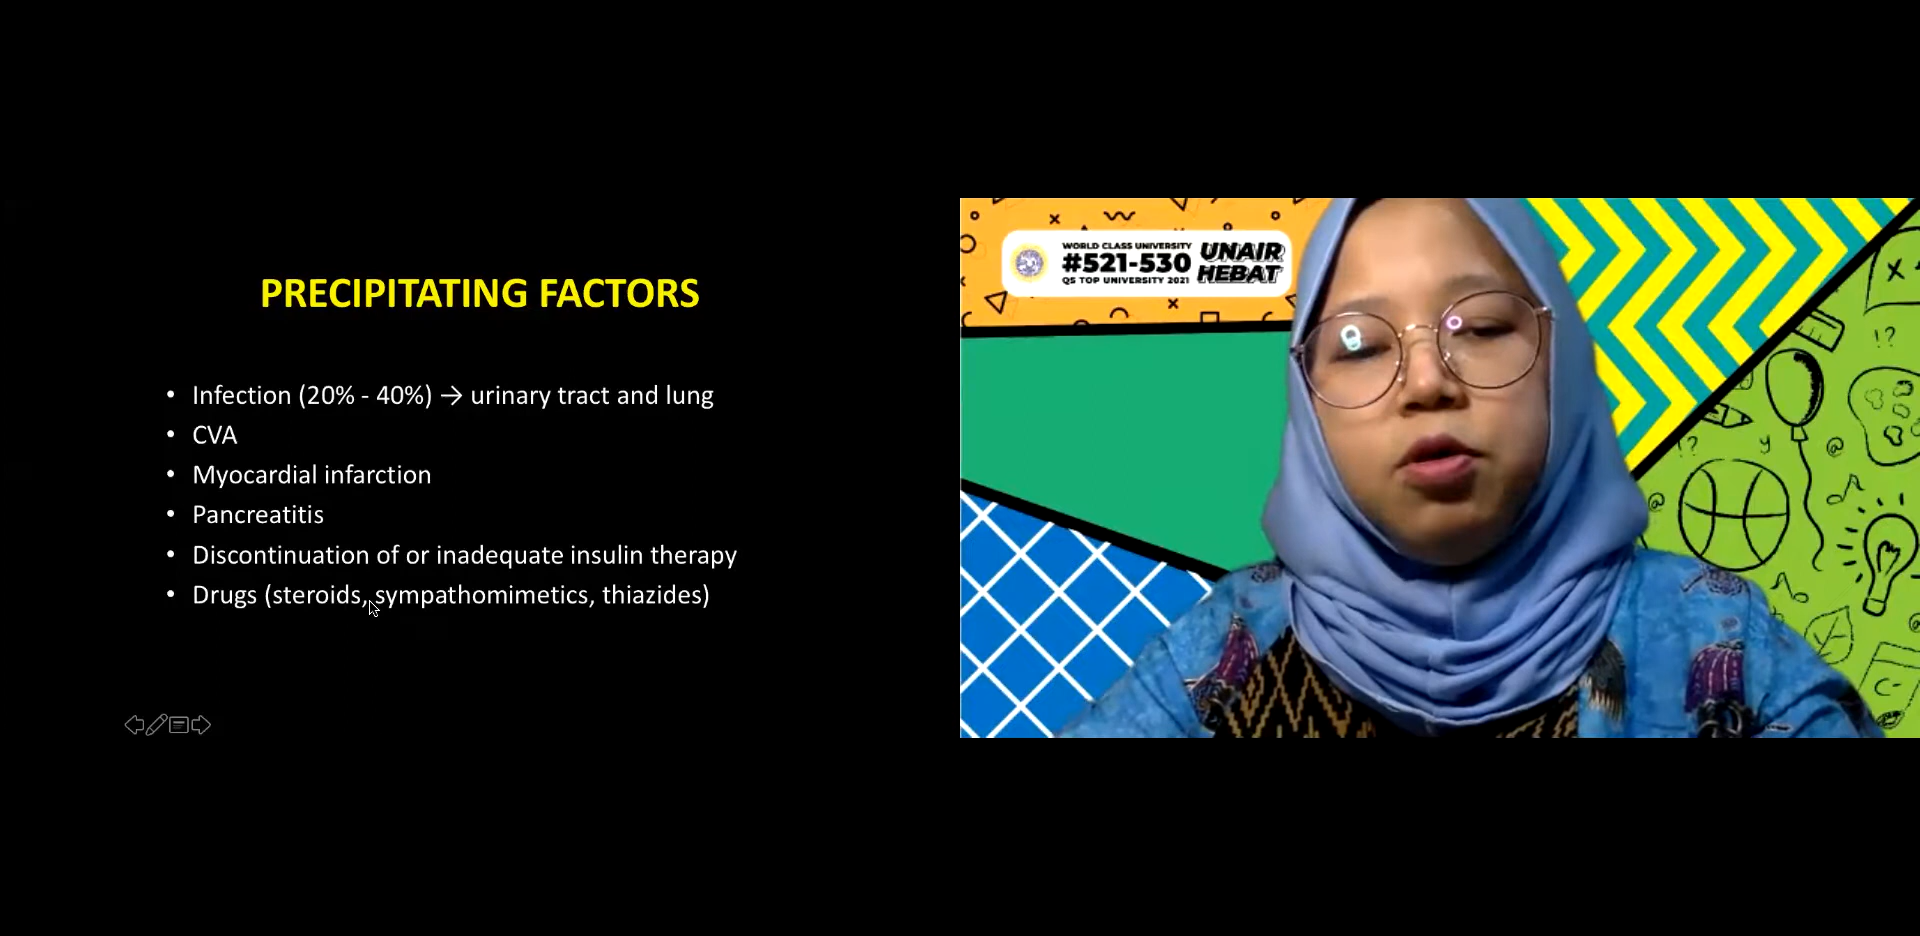 PRECIPITATING FACTORS
• Infection (20% - 40%) → urinary tract and lung
• CVA
• Myocardial infarction
• Pancreatitis
• Discontinuation of or inadequate insulin therapy
• Drugs (steroids, sympathomimetics, thiazides)
WORLD CLASS UNIVERSITY
#521-530
QS TOP UNIVERSITY 2021
UNAIR
HEBAT
!?
!?
y
@
@
C-